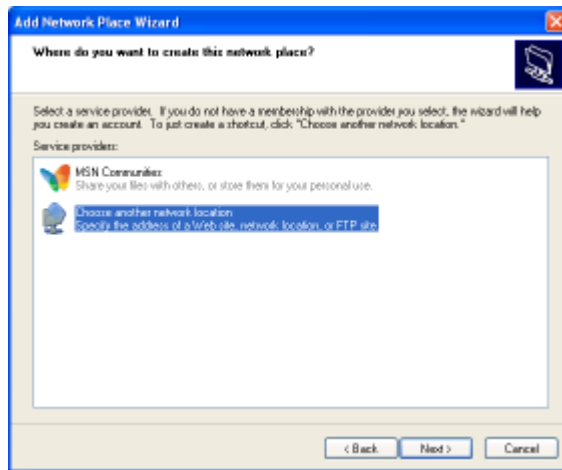 Add Network Place Wizard
Where do you want to create this network place?
Select a service provider. If you do not have a membership with the provider you select, the wizard will help
you create an account. To just create a shortcut, click "Choose another network location."
Service providers:
MSN Communities
Share your files with others, or store them for your personal use.
Choose another network location
Specify the address of a Web site, network location, or FTP site.
< Back
Next >
Cancel